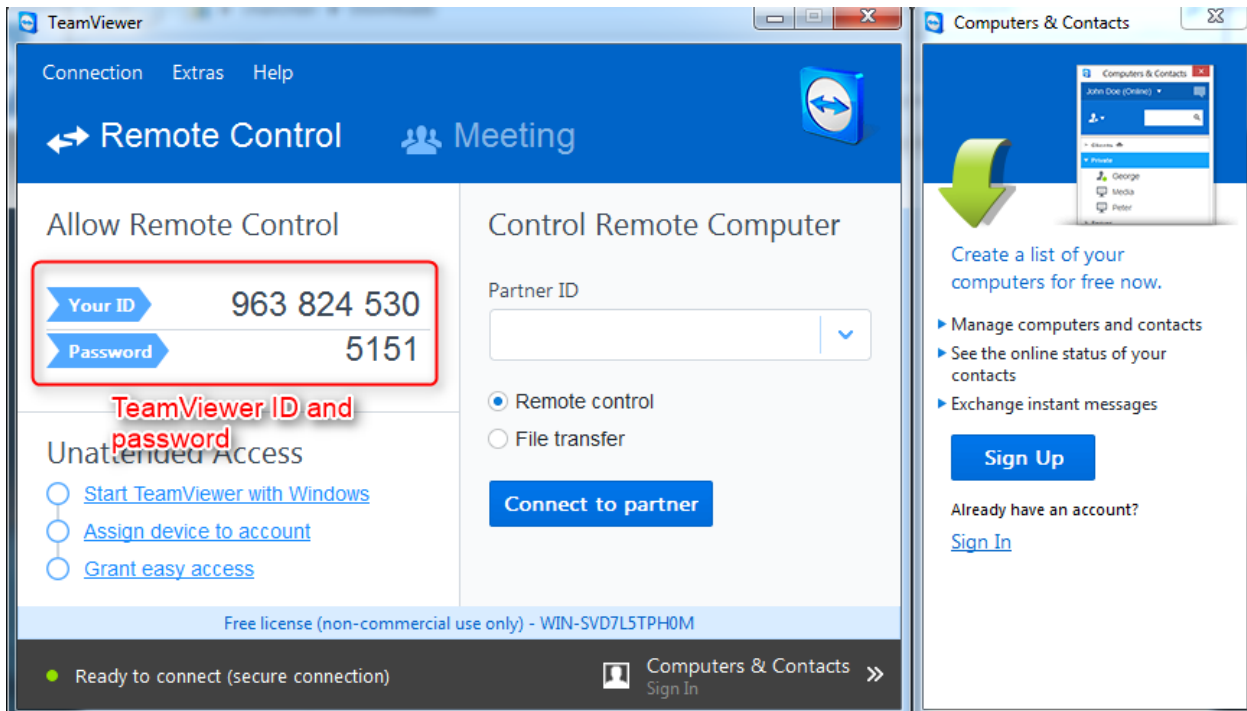 TeamViewer
Connection Extras Help
Remote Control Meeting
Allow Remote Control
Your ID 963 824 530
Password 5151
TeamViewer ID and
password
Unattended Access
Start TeamViewer with Windows
Assign device to account
Grant easy access
Control Remote Computer
Partner ID
Remote control
File transfer
Connect to partner
Free license (non-commercial use only) - WIN-SVD7L5TPH0M
Ready to connect (secure connection)
Computers & Contacts
Sign In
Computers & Contacts
Computers & Contacts
John Doe (Online)
Private
George
Media
Peter
Create a list of your
computers for free now.
Manage computers and contacts
See the online status of your
contacts
Exchange instant messages
Sign Up
Already have an account?
Sign In